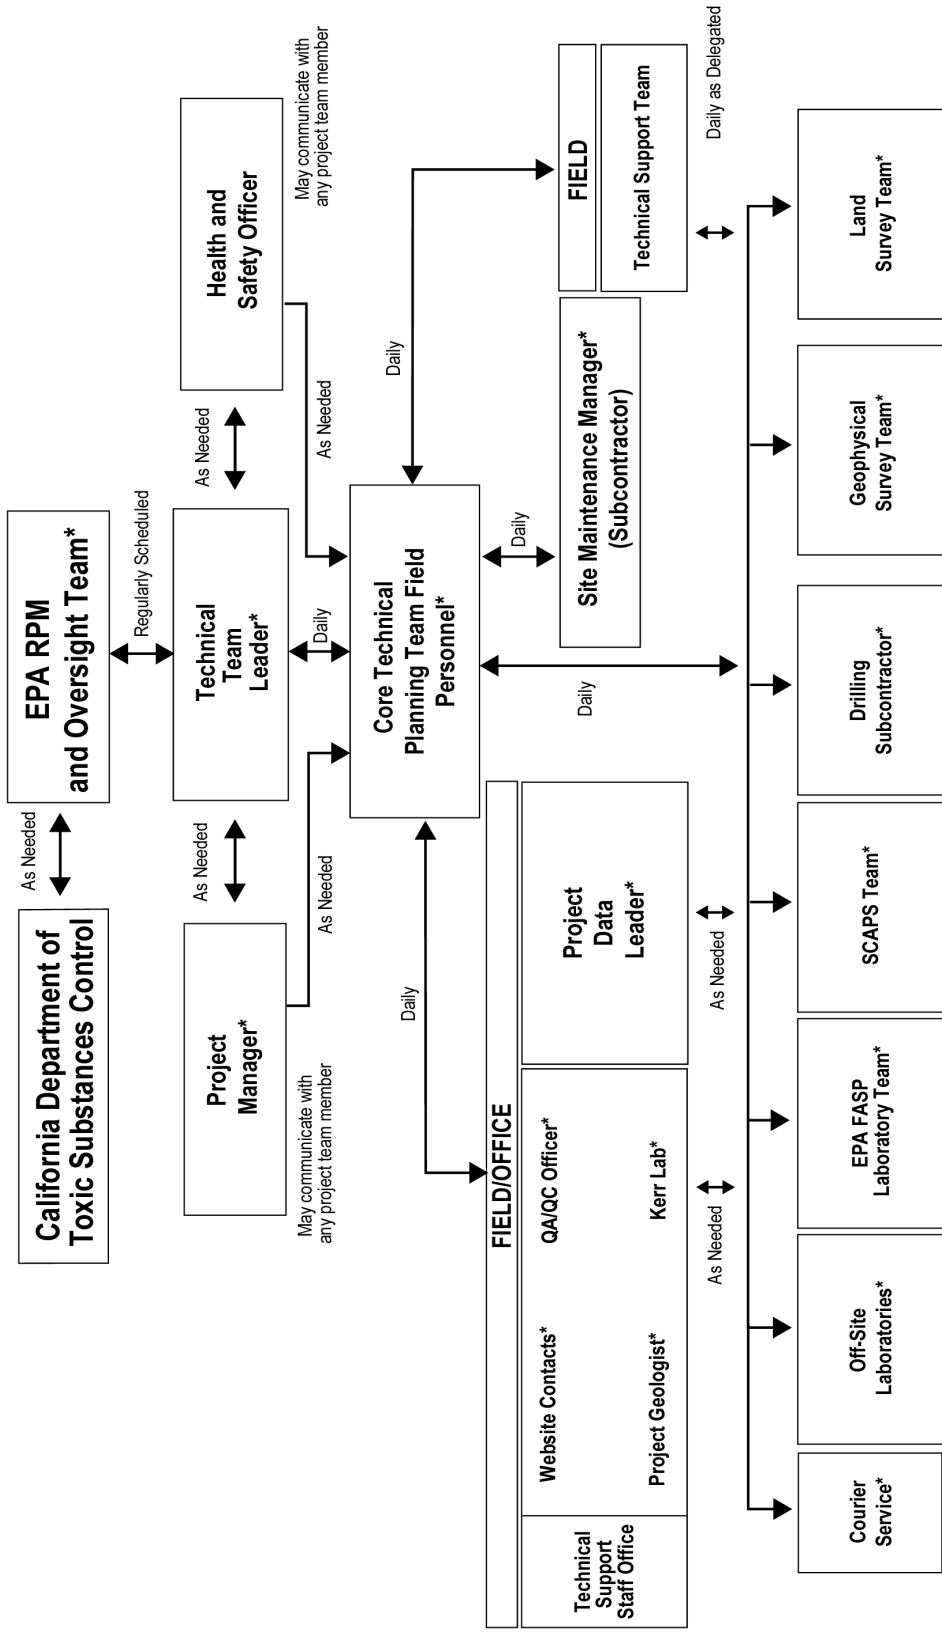 California Department of
Toxic Substances Control
As Needed
EPA RPM
and Oversight Team*
Regularly Scheduled
Project
Manager*
May communicate with
any project team member
As Needed
Technical
Team
Leader*
As Needed
Health and
Safety Officer
May communicate with
any project team member
As Needed
Daily
As Needed
Core Technical
Planning Team Field
Personnel*
Daily
Daily
Daily
Daily
FIELD/OFFICE
Technical
Support
Staff Office
Website Contacts*
QA/QC Officer*
Project Geologist*
Kerr Lab*
Project
Data
Leader*
Site Maintenance Manager*
(Subcontractor)
FIELD
Technical Support Team
As Needed
As Needed
Daily as Delegated
Courier
Service*
Off-Site
Laboratories*
EPA FASP
Laboratory Team*
SCAPS Team*
Drilling
Subcontractor*
Geophysical
Survey Team*
Land
Survey Team*